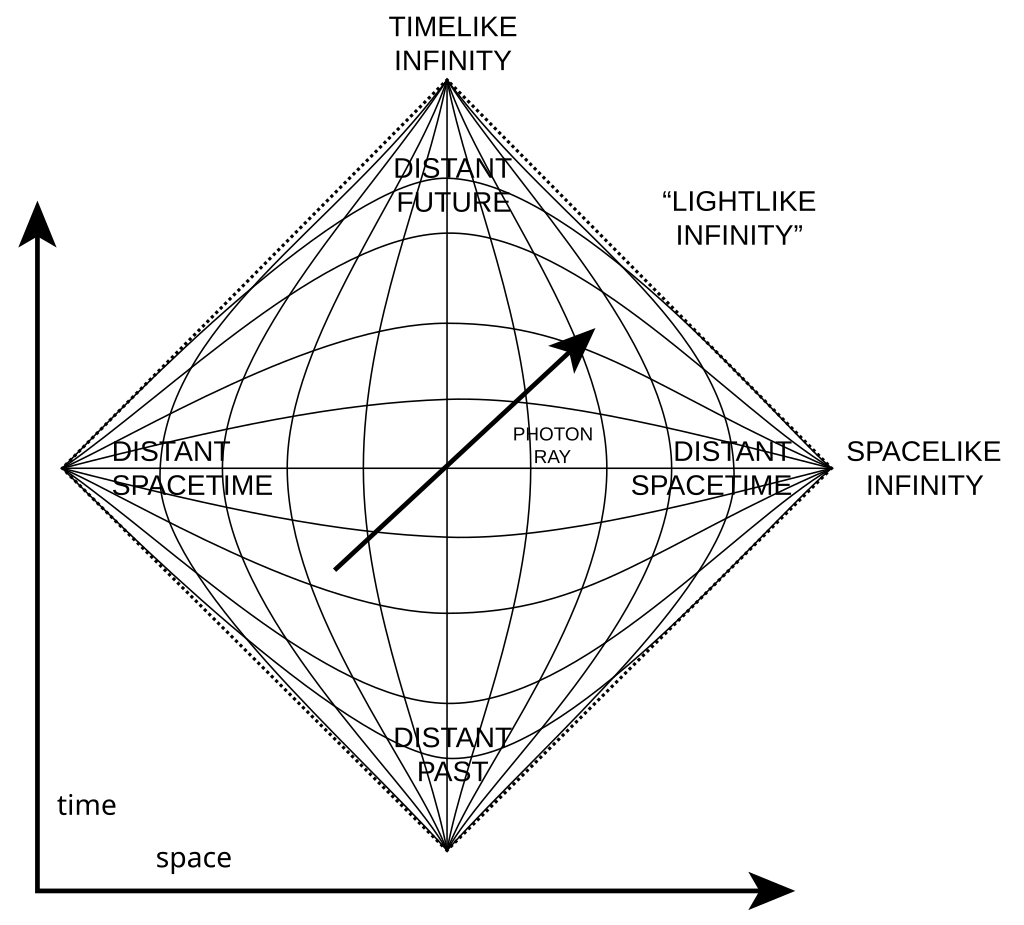 TIMELIKE
INFINITY
DISTANT
FUTURE
“LIGHTLIKE
INFINITY”
PHOTON
RAY
DISTANT
SPACETIME
DISTANT
SPACETIME
SPACELIKE
INFINITY
DISTANT
PAST
time
space